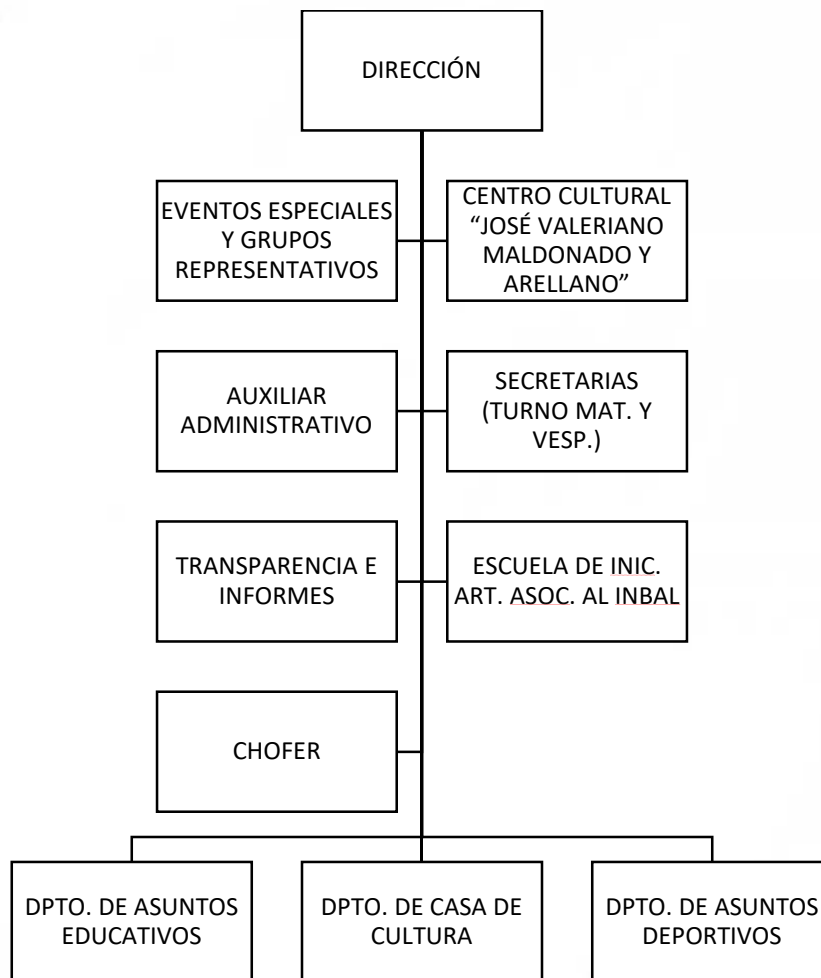 DIRECCIÓN
EVENTOS ESPECIALES
Y GRUPOS
REPRESENTATIVOS
CENTRO CULTURAL
“JOSÉ VALERIANO
MALDONADO Y
ARELLANO”
AUXILIAR
ADMINISTRATIVO
SECRETARIAS
(TURNO MAT. Y
VESP.)
TRANSPARENCIA E
INFORMES
ESCUELA DE INIC.
ART. ASOC. AL INBAL
CHOFER
DPTO. DE ASUNTOS
EDUCATIVOS
DPTO. DE CASA DE
CULTURA
DPTO. DE ASUNTOS
DEPORTIVOS